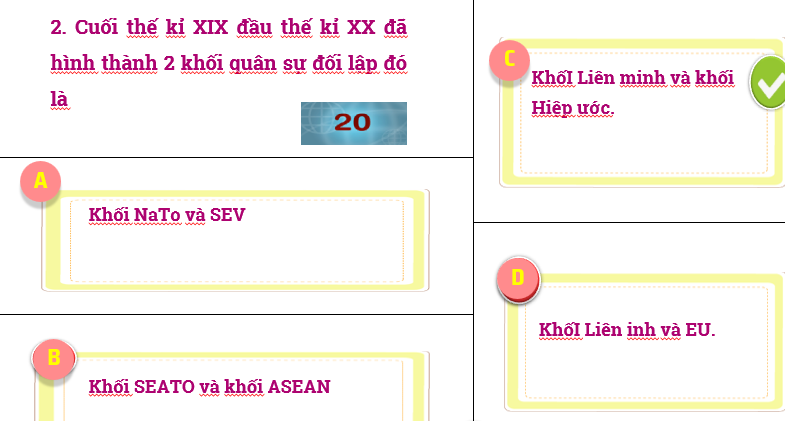 2. Cuối thế kỉ XIX đầu thế kỉ XX đã
hình thành 2 khối quân sự đối lập đó
là
20
A
Khối NaTo và SEV
B
Khối SEATO và khối ASEAN
C
KhốI Liên minh và khối
Hiệp ước.
D
KhốI Liên inh và EU.